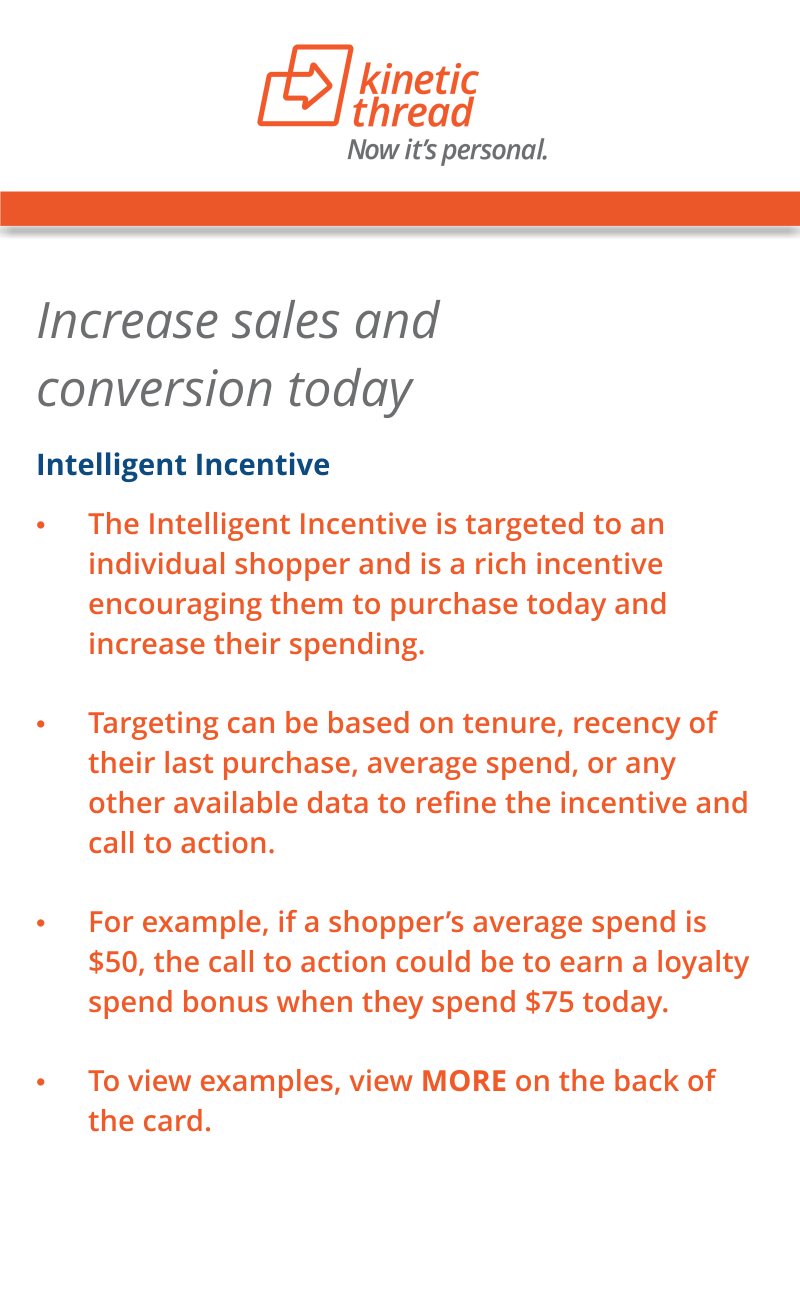 kinetic
thread
Now it’s personal.
Increase sales and
conversion today
Intelligent Incentive
• The Intelligent Incentive is targeted to an
individual shopper and is a rich incentive
encouraging them to purchase today and
increase their spending.
• Targeting can be based on tenure, recency of
their last purchase, average spend, or any
other available data to refine the incentive and
call to action.
• For example, if a shopper’s average spend is
$50, the call to action could be to earn a loyalty
spend bonus when they spend $75 today.
• To view examples, view MORE on the back of
the card.